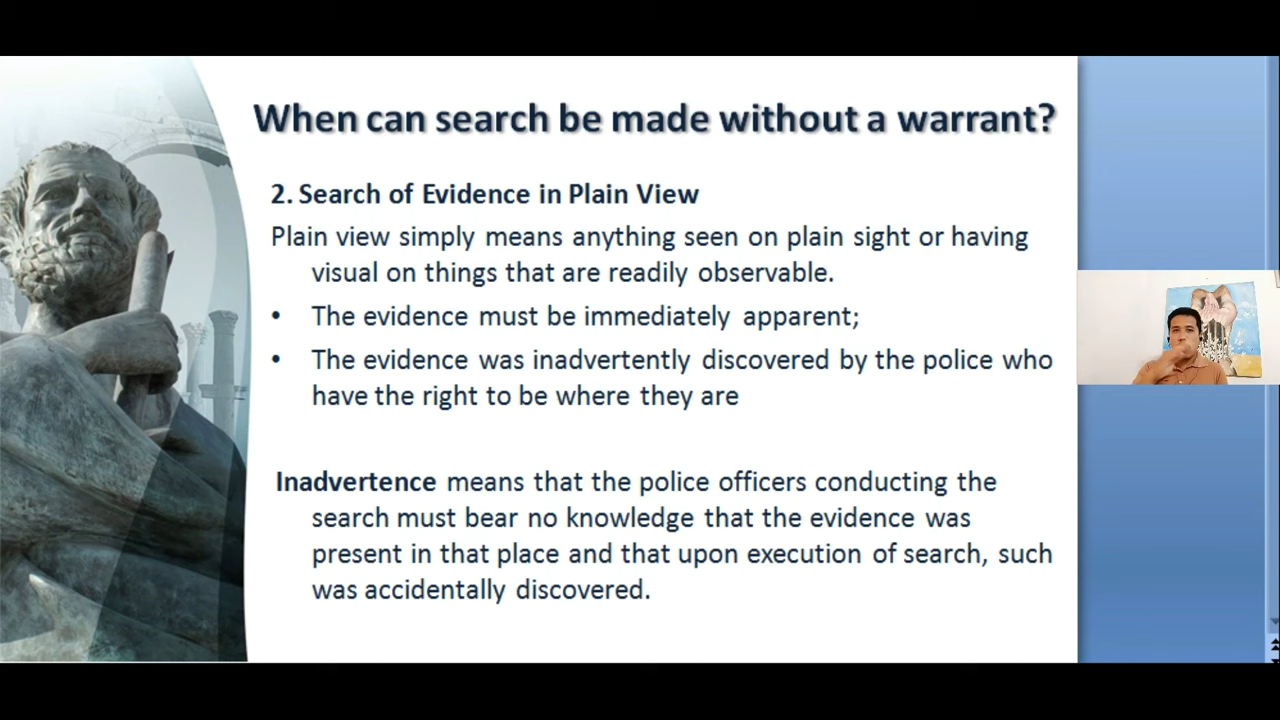 When can search be made without a warrant?
2. Search of Evidence in Plain View
Plain view simply means anything seen on plain sight or having
visual on things that are readily observable.
• The evidence must be immediately apparent;
• The evidence was inadvertently discovered by the police who
have the right to be where they are
Inadvertence means that the police officers conducting the
search must bear no knowledge that the evidence was
present in that place and that upon execution of search, such
was accidentally discovered.